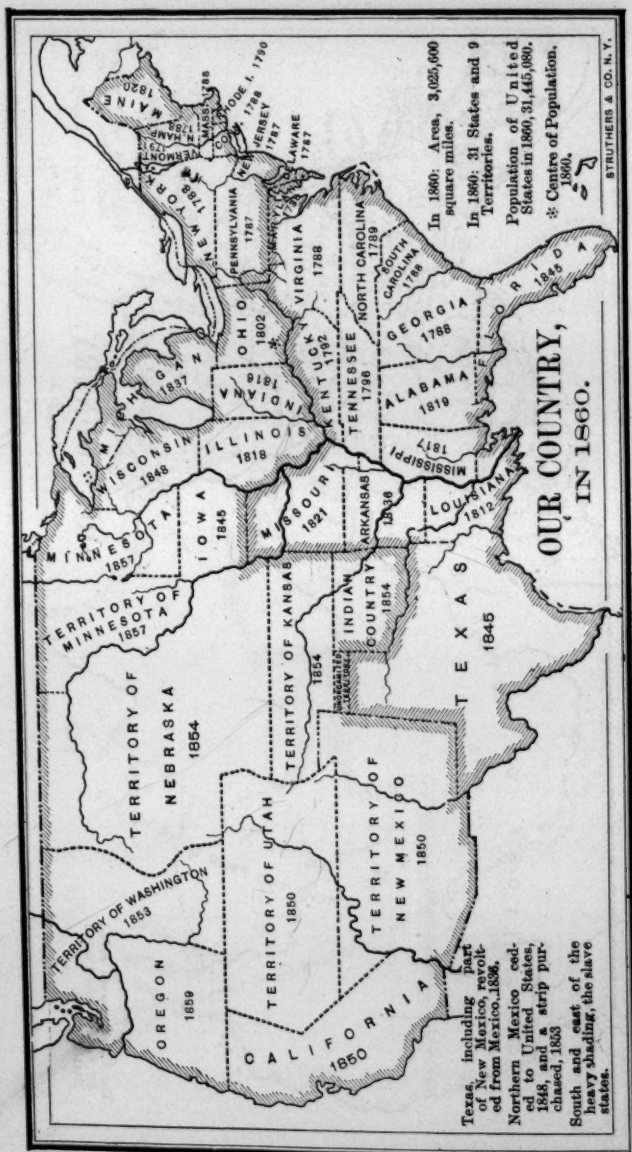 OUR COUNTRY,
IN 1860.
TERRITORY OF WASHINGTON
1853
OREGON
1859
CALIFORNIA
1850
TERRITORY OF UTAH
1850
TERRITORY OF
NEBRASKA
1854
TERRITORY OF
MINNESOTA
1857
MINNESOTA
1857
TERRITORY OF KANSAS
1854
TERRITORY OF
NEW MEXICO
1850
INDIAN
COUNTRY
1854
TEXAS
1845
IOWA
1845
MISSOURI
1821
ARKANSAS
1836
LOUISIANA
1812
WISCONSIN
1848
ILLINOIS
1818
MICHIGAN
1837
INDIANA
1816
OHIO
1802
KENTUCKY
1792
TENNESSEE
1796
MISSISSIPPI
1817
ALABAMA
1819
GEORGIA
1788
FLORIDA
1845
SOUTH
CAROLINA
1788
NORTH CAROLINA
1789
VIRGINIA
1788
PENNSYLVANIA
1787
NEW YORK
1788
VERMONT
1791
N. HAMP.
1788
MAINE
1820
MASS. 1788
RHODE I. 1790
CONN. 1788
NEW JERSEY
1787
DELAWARE
1787
Texas, including part
of New Mexico, revolt-
ed from Mexico, 1836.
Northern Mexico ced-
ed to United States,
1848, and a strip pur-
chased, 1853
South and east of the
heavy shading, the slave
states.
In 1860: Area, 3,025,600
square miles.
In 1860: 31 States and 9
Territories.
Population of United
States in 1860, 31,445,080.
* Centre of Population.
1860.
STRUTHERS & CO. N. Y.